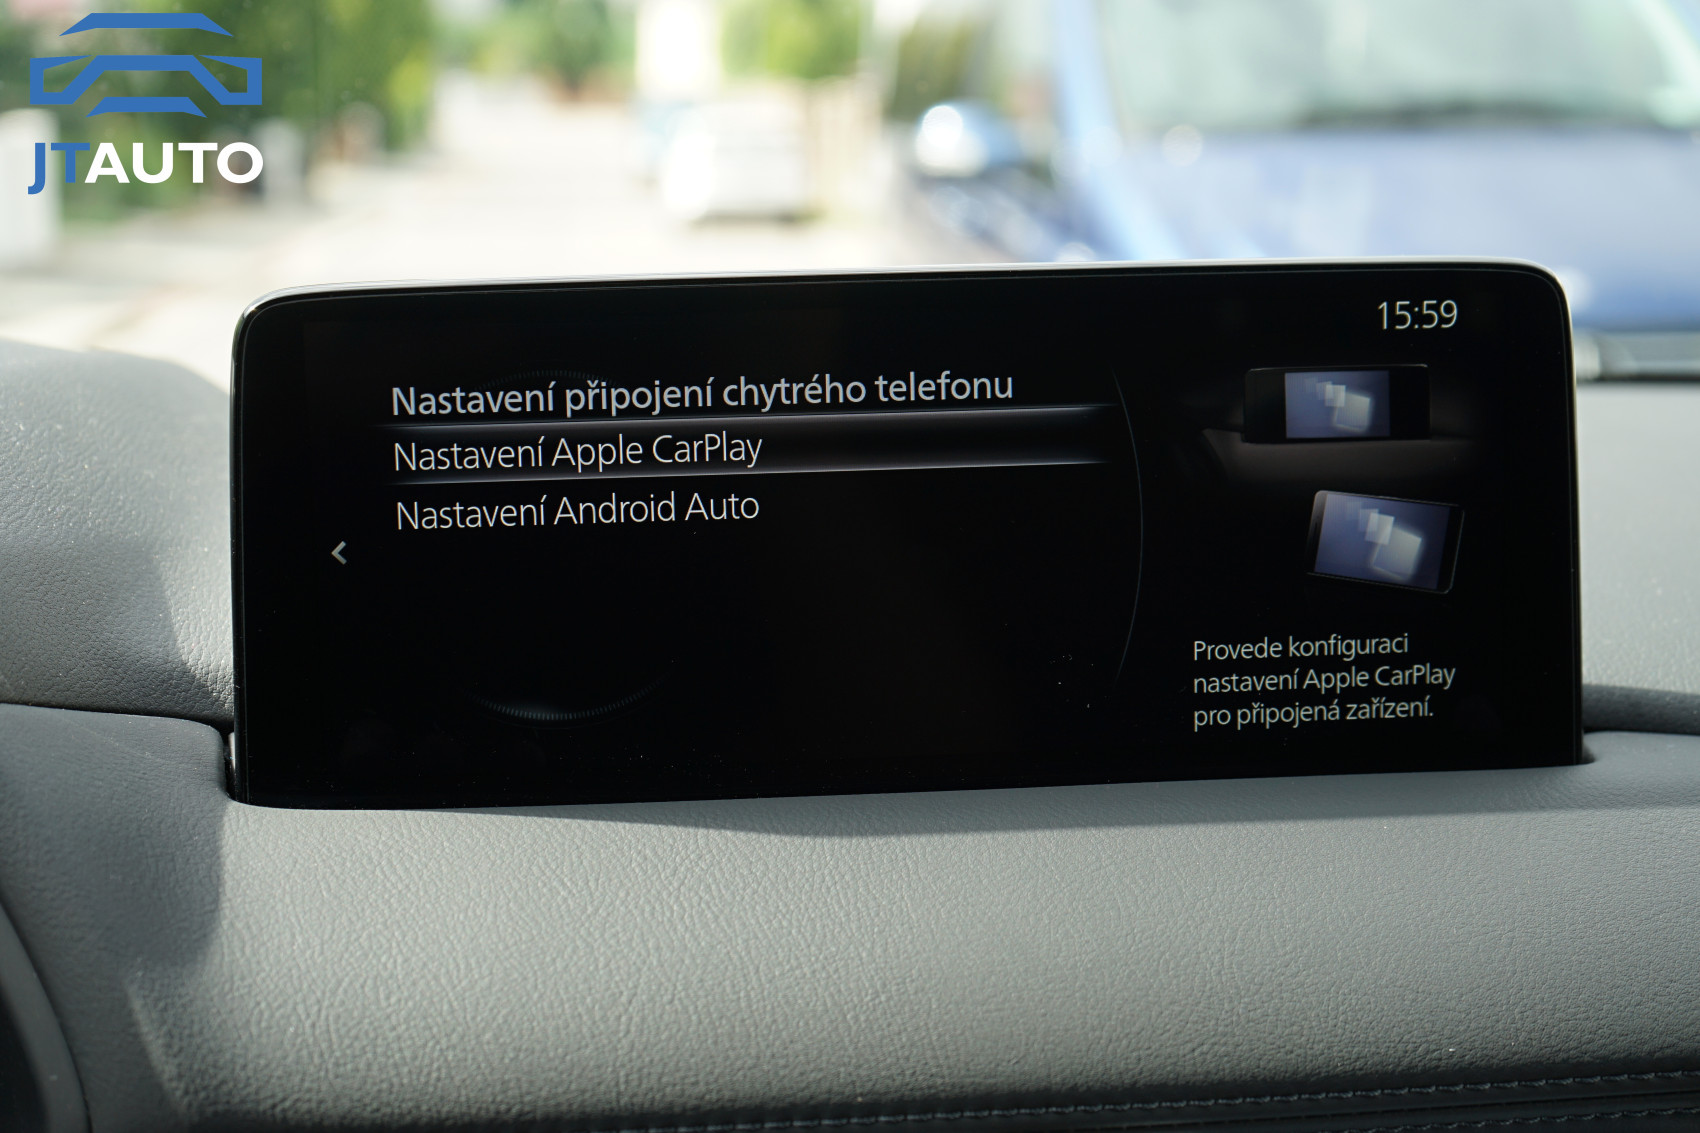 JTAUTO
15:59
Nastavení připojení chytrého telefonu
Nastavení Apple CarPlay
Nastavení Android Auto
Provede konfiguraci
nastavení Apple CarPlay
pro připojená zařízení.